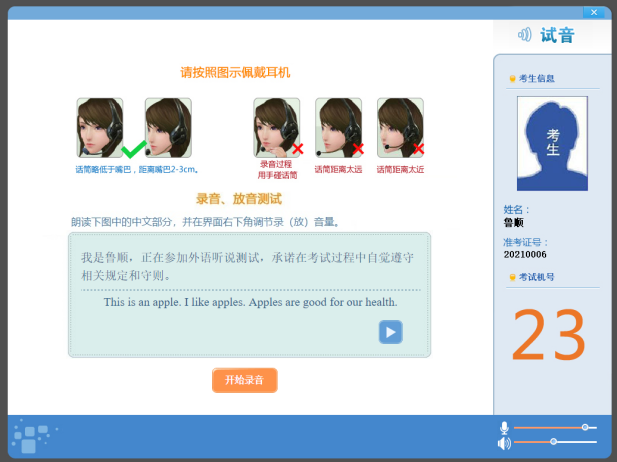 试音
请按照图示佩戴耳机
话筒略低于嘴巴，距离嘴巴2-3cm。
录音过程
用手碰话筒
话筒距离太远
话筒距离太近
录音、放音测试
朗读下图中的中文部分，并在界面右下角调节录（放）音量。
我是鲁顺，正在参加外语听说测试，承诺在考试过程中自觉遵守
相关规定和守则。
This is an apple. I like apples. Apples are good for our health.
开始录音
考生信息
考
生
姓名：
鲁顺
准考证号：
20210006
考试机号
23